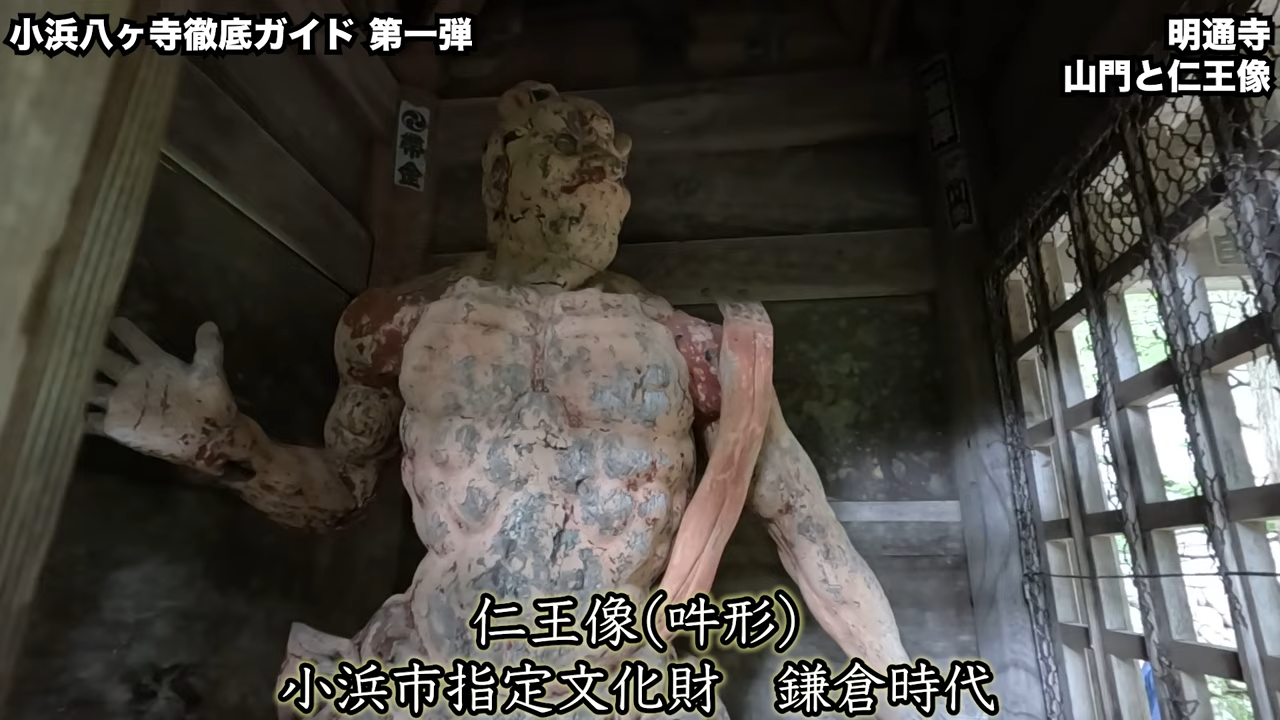 小浜八ヶ寺徹底ガイド 第一弾
明通寺
山門と仁王像
仁王像(吽形)
小浜市指定文化財　鎌倉時代